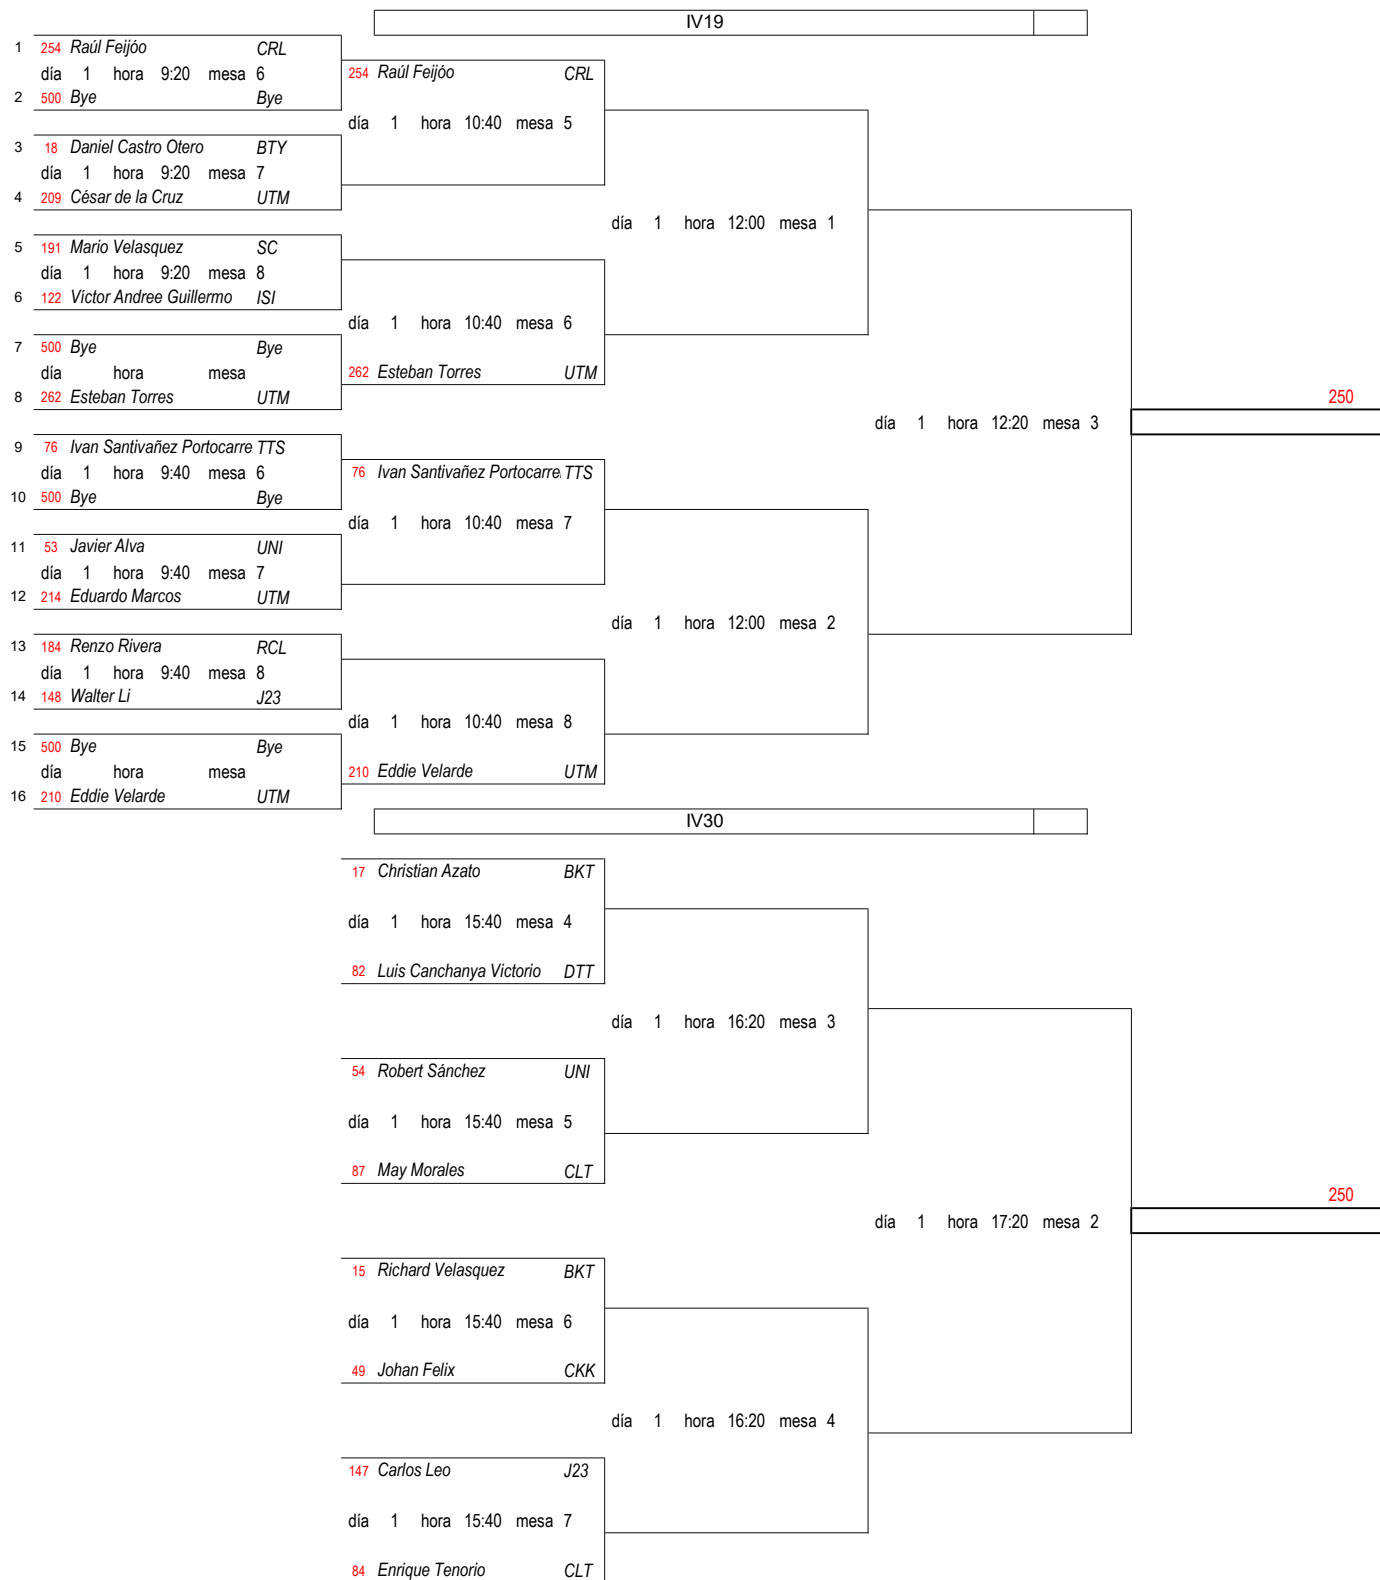 IV19
1 254 Raúl Feijóo CRL
día 1 hora 9:20 mesa 6
254 Raúl Feijóo CRL
2 500 Bye Bye
día 1 hora 10:40 mesa 5
3 18 Daniel Castro Otero BTY
día 1 hora 9:20 mesa 7
4 209 César de la Cruz UTM
día 1 hora 12:00 mesa 1
5 191 Mario Velasquez SC
día 1 hora 9:20 mesa 8
6 122 Víctor Andree Guillermo ISI
día 1 hora 10:40 mesa 6
7 500 Bye Bye
día hora mesa
262 Esteban Torres UTM
8 262 Esteban Torres UTM
250
día 1 hora 12:20 mesa 3
9 76 Ivan Santivañez Portocarre TTS
día 1 hora 9:40 mesa 6
76 Ivan Santivañez Portocarre TTS
10 500 Bye Bye
día 1 hora 10:40 mesa 7
11 53 Javier Alva UNI
día 1 hora 9:40 mesa 7
12 214 Eduardo Marcos UTM
día 1 hora 12:00 mesa 2
13 184 Renzo Rivera RCL
día 1 hora 9:40 mesa 8
14 148 Walter Li J23
día 1 hora 10:40 mesa 8
15 500 Bye Bye
día hora mesa
210 Eddie Velarde UTM
16 210 Eddie Velarde UTM
IV30
17 Christian Azato BKT
día 1 hora 15:40 mesa 4
82 Luis Canchanya Victorio DTT
día 1 hora 16:20 mesa 3
54 Robert Sánchez UNI
día 1 hora 15:40 mesa 5
87 May Morales CLT
250
día 1 hora 17:20 mesa 2
15 Richard Velasquez BKT
día 1 hora 15:40 mesa 6
49 Johan Felix CKK
día 1 hora 16:20 mesa 4
147 Carlos Leo J23
día 1 hora 15:40 mesa 7
84 Enrique Tenorio CLT